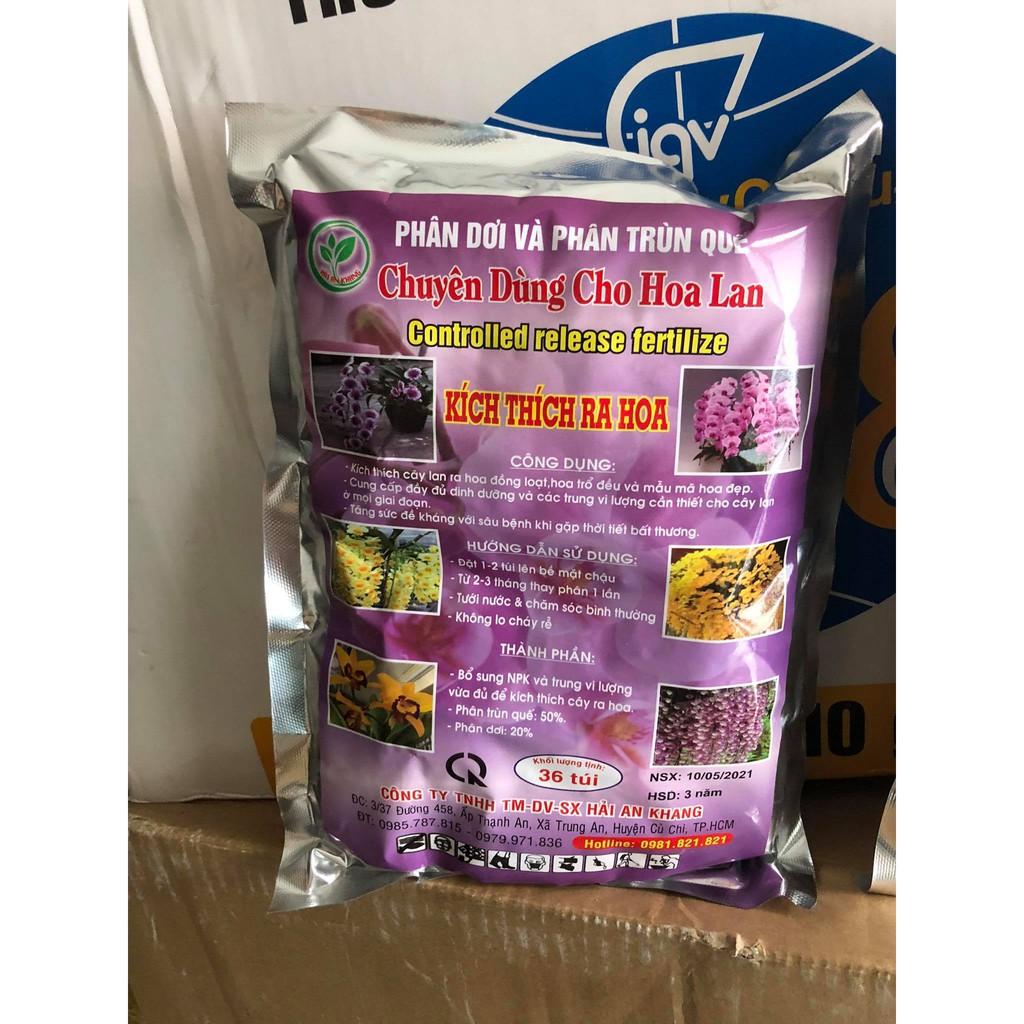 iqv
PHÂN DƠI VÀ PHÂN TRÙN QUẾ
Chuyên Dùng Cho Hoa Lan
Controlled release fertilize
KÍCH THÍCH RA HOA
CÔNG DỤNG:
- Kích thích cây lan ra hoa đồng loạt,hoa trổ đều và mẫu mã hoa đẹp.
- Cung cấp đầy đủ dinh dưỡng và các trung vi lượng cần thiết cho cây lan
ở mọi giai đoạn.
- Tăng sức đề kháng với sâu bệnh khi gặp thời tiết bất thương.
HƯỚNG DẪN SỬ DỤNG:
- Đặt 1-2 túi lên bề mặt chậu
- Từ 2-3 tháng thay phân 1 lần
- Tưới nước & chăm sóc bình thường
- Không lo cháy rễ
THÀNH PHẦN:
- Bổ sung NPK và trung vi lượng
vừa đủ để kích thích cây ra hoa.
- Phân trùn quế: 50%.
- Phân dơi: 20%
CR
Khối lượng tịnh:
36 túi
NSX: 10/05/2021
HSD: 3 năm
CÔNG TY TNHH TM-DV-SX HẢI AN KHANG
ĐC: 3/37 Đường 458, Ấp Thạnh An, Xã Trung An, Huyện Củ Chi, TP.HCM
ĐT: 0985.787.815 - 0979.971.836
Hotline: 0981.821.821
10